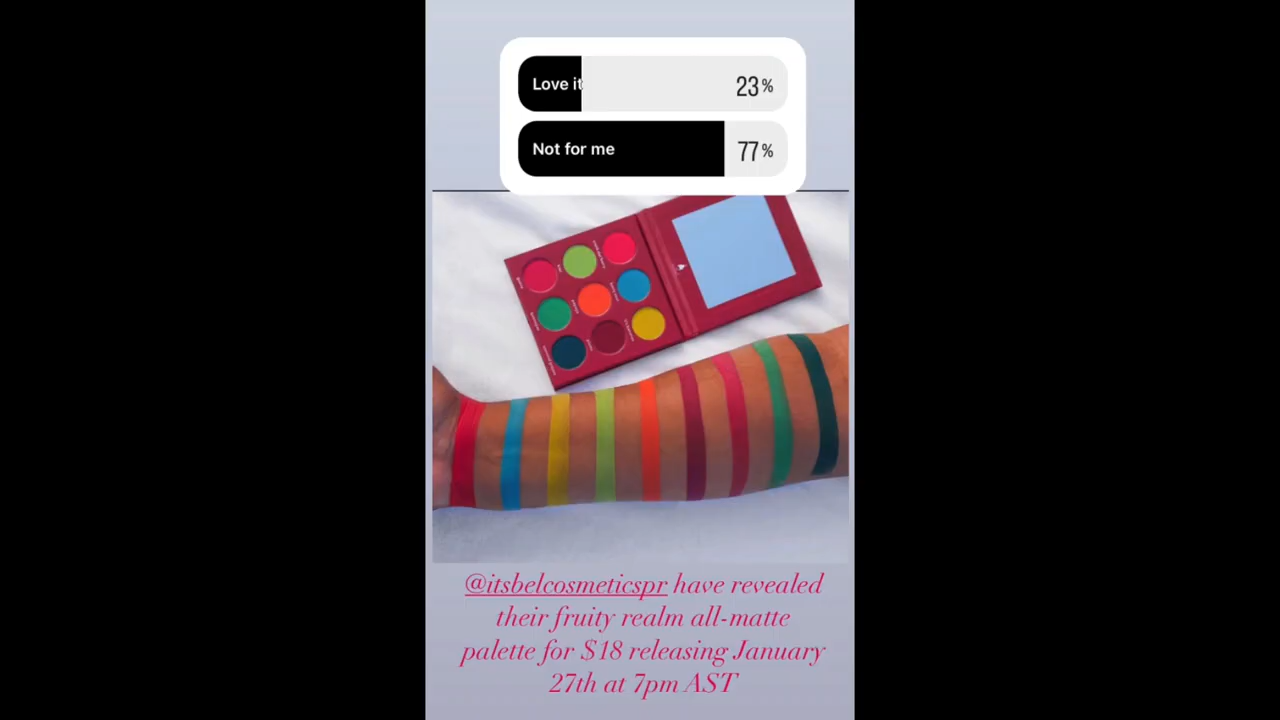 Love it
23%
Not for me
77%
@itsbelcosmeticspr have revealed
their fruity realm all-matte
palette for $18 releasing January
27th at 7pm AST